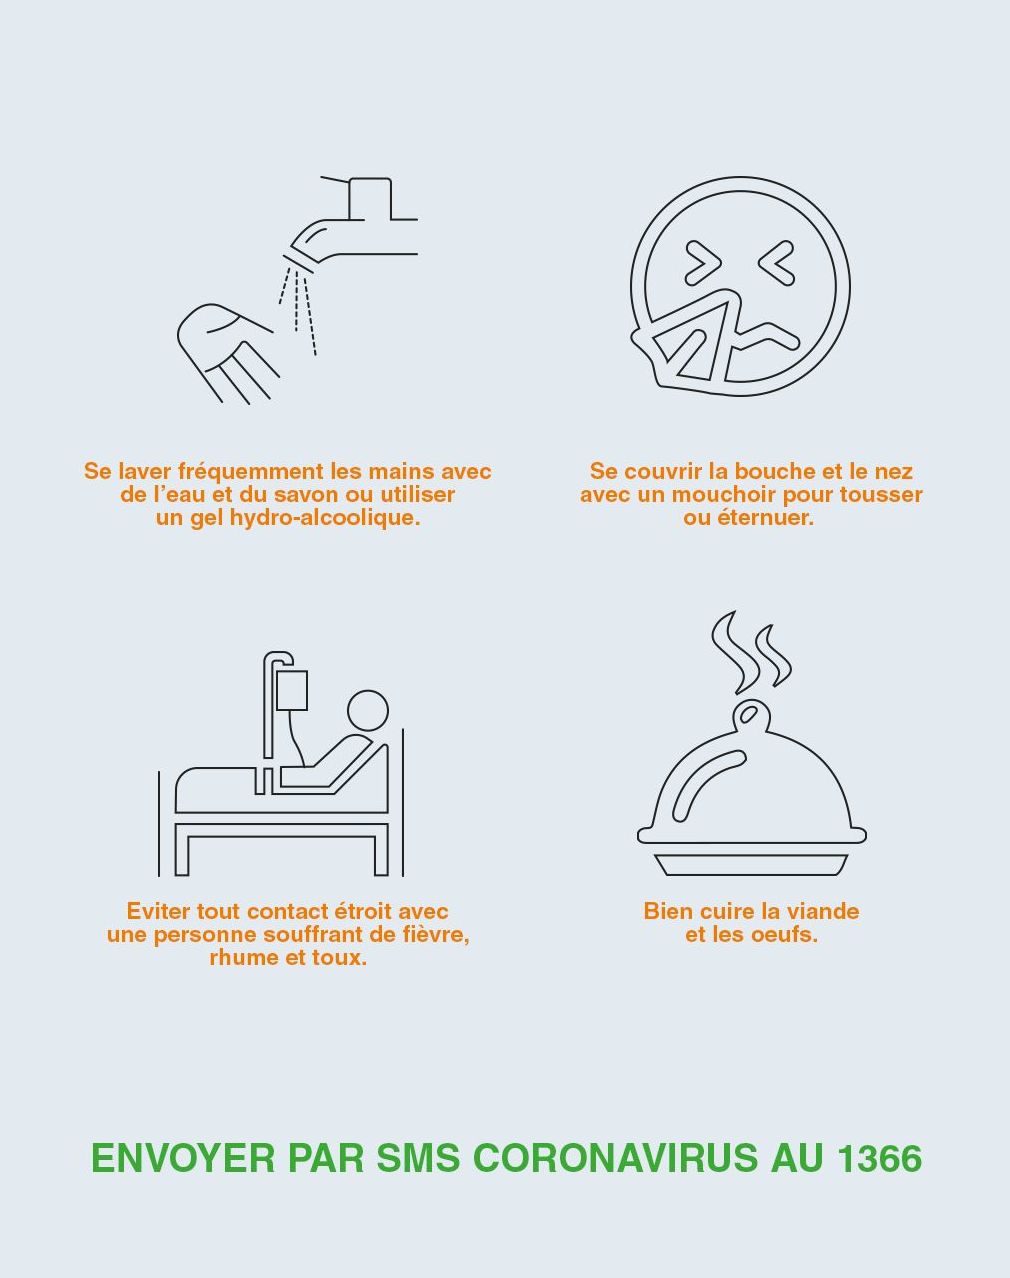 Se laver fréquemment les mains avec
de l'eau et du savon ou utiliser
un gel hydro-alcoolique.
Se couvrir la bouche et le nez
avec un mouchoir pour tousser
ou éternuer.
Eviter tout contact étroit avec
une personne souffrant de fièvre,
rhume et toux.
Bien cuire la viande
et les oeufs.
ENVOYER PAR SMS CORONAVIRUS AU 1366